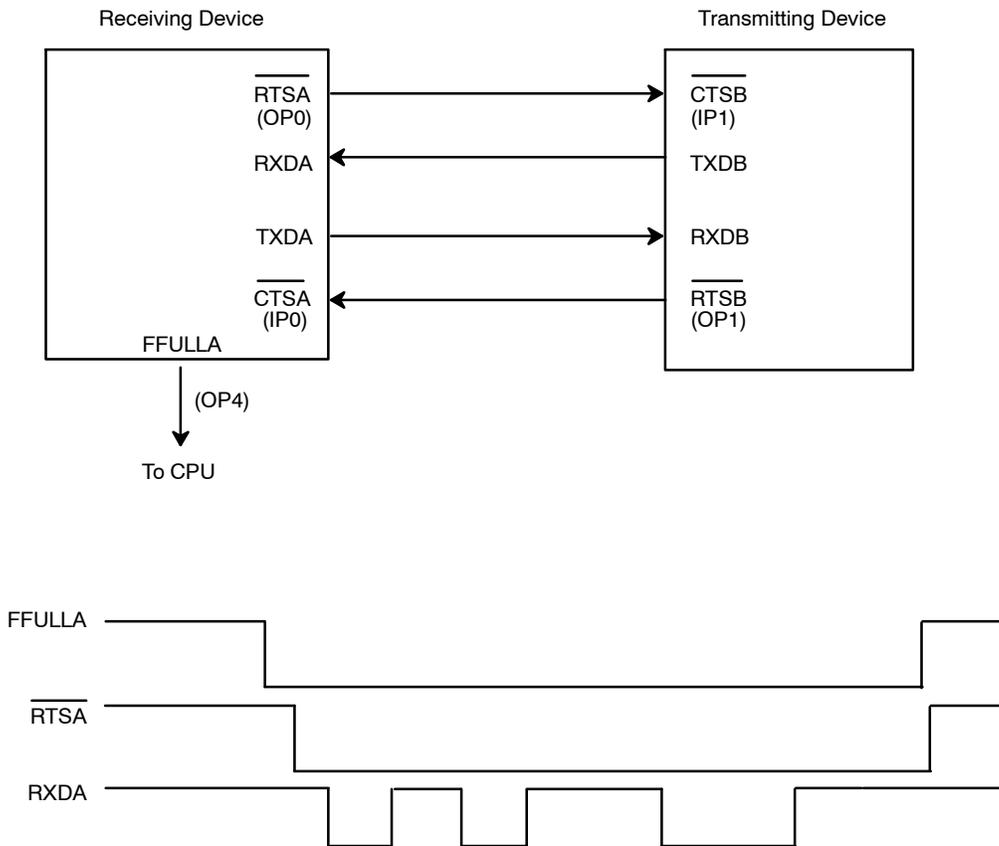 Receiving Device
Transmitting Device
RTSA
(OP0)
CTSB
(IP1)
RXDA
TXDB
TXDA
RXDB
CTSA
(IP0)
RTSB
(OP1)
FFULLA
(OP4)
To CPU
FFULLA
RTSA
RXDA